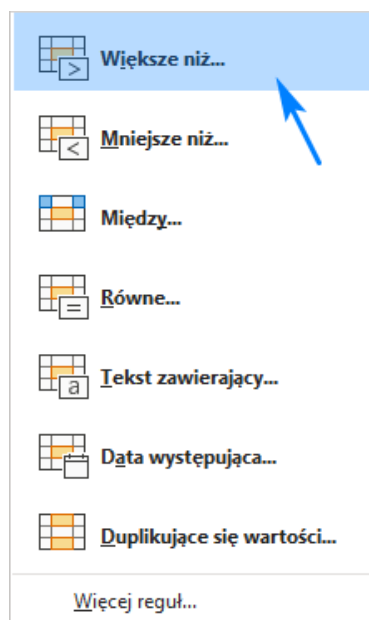 Większe niż...
Mniejsze niż...
Między...
Równe...
Tekst zawierający...
Data występująca...
Duplikujące się wartości...
Więcej reguł...